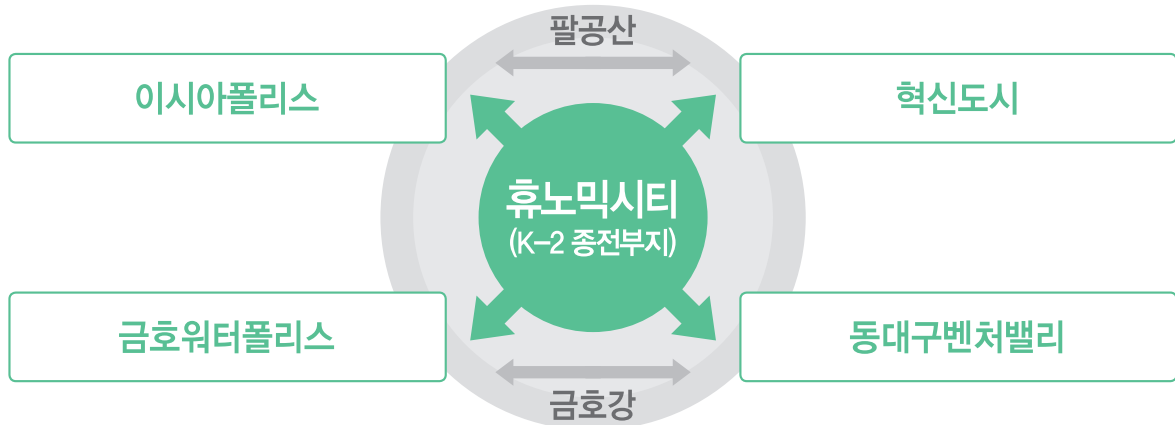 팔공산
이시아폴리스
혁신도시
휴노믹시티
(K-2 종전부지)
금호워터폴리스
동대구벤처밸리
금호강